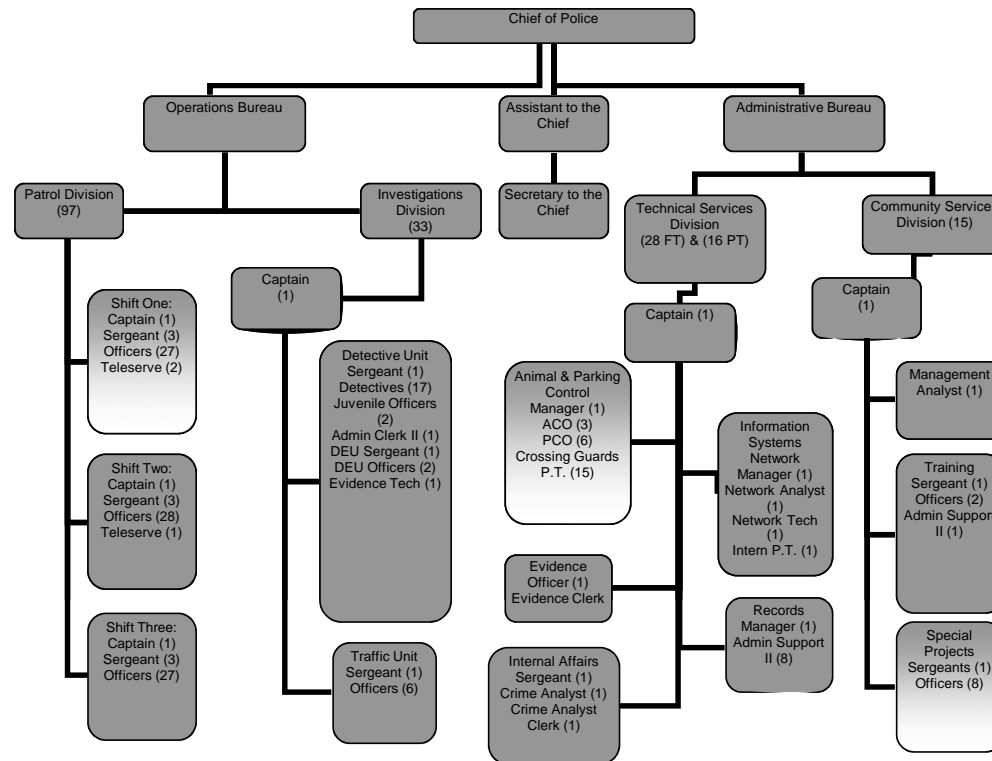 Chief of Police
Operations Bureau
Assistant to the
Chief
Administrative Bureau
Patrol Division
(97)
Investigations
Division
(33)
Secretary to the
Chief
Technical Services
Division
(28 FT) & (16 PT)
Community Services
Division (15)
Captain
(1)
Captain (1)
Captain
(1)
Shift One:
Captain (1)
Sergeant (3)
Officers (27)
Teleserve (2)
Shift Two:
Captain (1)
Sergeant (3)
Officers (28)
Teleserve (1)
Shift Three:
Captain (1)
Sergeant (3)
Officers (27)
Detective Unit
Sergeant (1)
Detectives (17)
Juvenile Officers
(2)
Admin Clerk II (1)
DEU Sergeant (1)
DEU Officers (2)
Evidence Tech (1)
Traffic Unit
Sergeant (1)
Officers (6)
Animal & Parking
Control
Manager (1)
ACO (3)
PCO (6)
Crossing Guards
P.T. (15)
Evidence
Officer (1)
Evidence Clerk
Internal Affairs
Sergeant (1)
Crime Analyst (1)
Crime Analyst
Clerk (1)
Information
Systems
Network
Manager (1)
Network Analyst
(1)
Network Tech
(1)
Intern P.T. (1)
Records
Manager (1)
Admin Support
II (8)
Management
Analyst (1)
Training
Sergeant (1)
Officers (2)
Admin Support
II (1)
Special
Projects
Sergeants (1)
Officers (8)